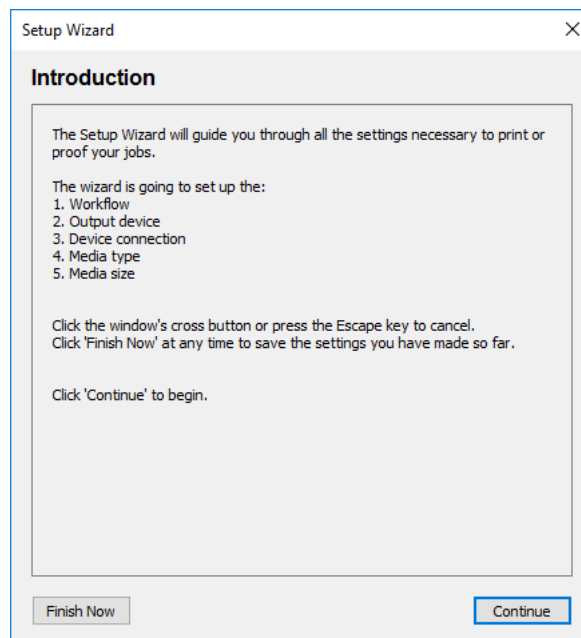 Setup Wizard
Introduction
The Setup Wizard will guide you through all the settings necessary to print or
proof your jobs.
The wizard is going to set up the:
1. Workflow
2. Output device
3. Device connection
4. Media type
5. Media size
Click the window's cross button or press the Escape key to cancel.
Click 'Finish Now' at any time to save the settings you have made so far.
Click 'Continue' to begin.
Finish Now
Continue